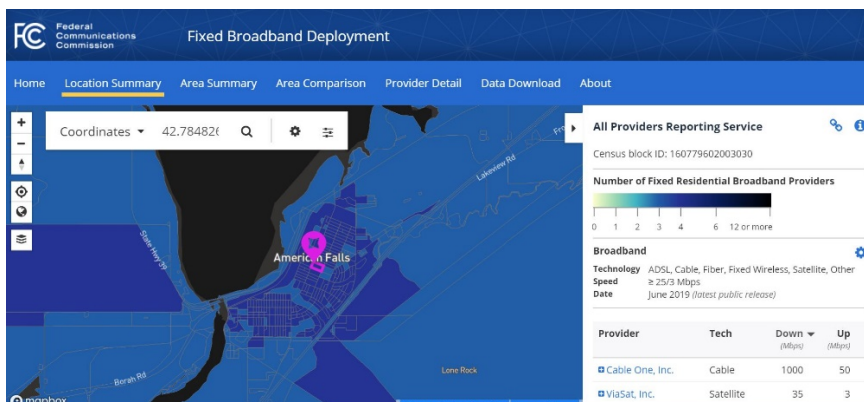 FC
Federal
Communications
Commission
Fixed Broadband Deployment
Home Location Summary Area Summary Area Comparison Provider Detail Data Download About
Coordinates 42.784826
All Providers Reporting Service
Census block ID: 160779602003030
Number of Fixed Residential Broadband Providers
0 1 2 3 4 6 12 or more
Broadband
Technology ADSL, Cable, Fiber, Fixed Wireless, Satellite, Other
Speed ≥ 25/3 Mbps
Date June 2019 (latest public release)
Provider Tech Down Up
(Mbps) (Mbps)
Cable One, Inc. Cable 1000 50
ViaSat, Inc. Satellite 35 3
Lakeview Rd
State Hwy 39
American Falls
Lone Rock
Borah Rd
mapbox